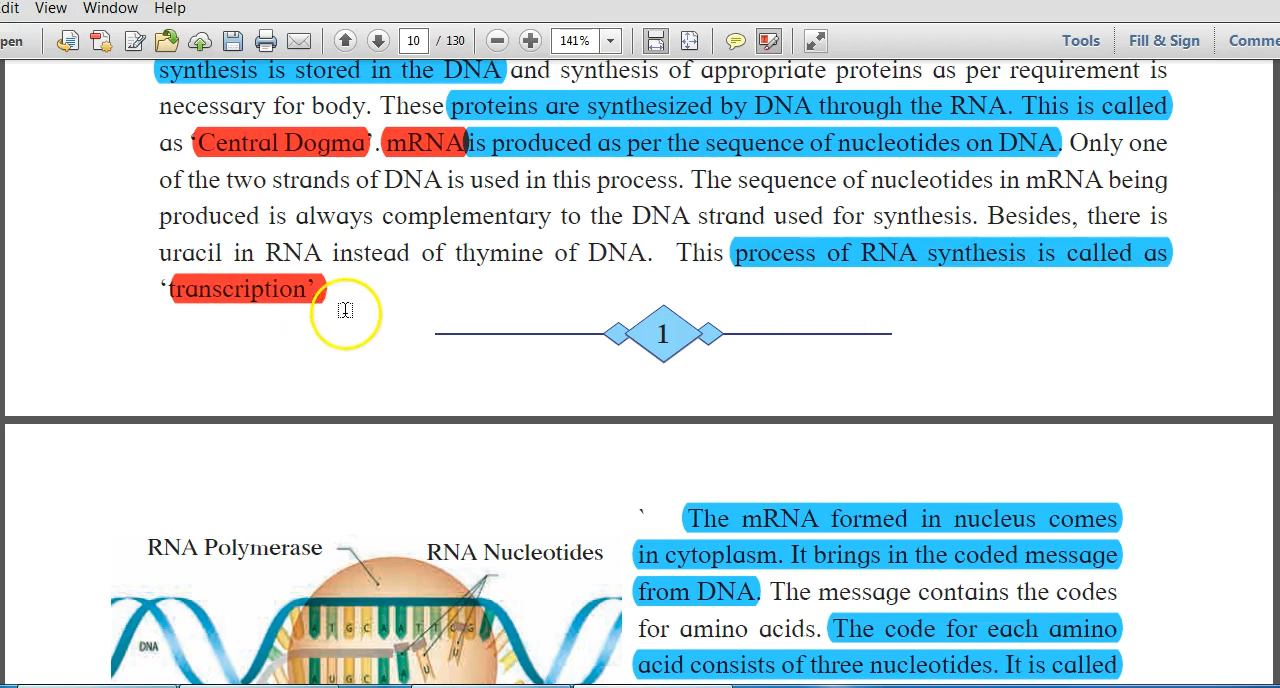 dit View Window Help
pen 10 / 130 141% Tools Fill & Sign Comme
synthesis is stored in the DNA and synthesis of appropriate proteins as per requirement is
necessary for body. These proteins are synthesized by DNA through the RNA. This is called
as ‘Central Dogma’. mRNA is produced as per the sequence of nucleotides on DNA. Only one
of the two strands of DNA is used in this process. The sequence of nucleotides in mRNA being
produced is always complementary to the DNA strand used for synthesis. Besides, there is
uracil in RNA instead of thymine of DNA. This process of RNA synthesis is called as
‘transcription’
1
RNA Polymerase
RNA Nucleotides
DNA
A T G C A A T T C G
U
U
A U G C A
` The mRNA formed in nucleus comes
in cytoplasm. It brings in the coded message
from DNA. The message contains the codes
for amino acids. The code for each amino
acid consists of three nucleotides. It is called